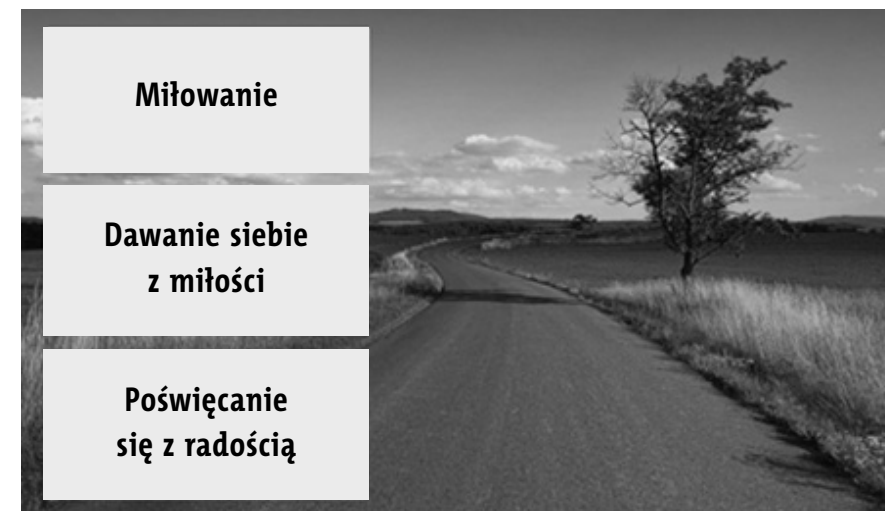 Miłowanie
Dawanie siebie
z miłości
Poświęcanie
się z radością